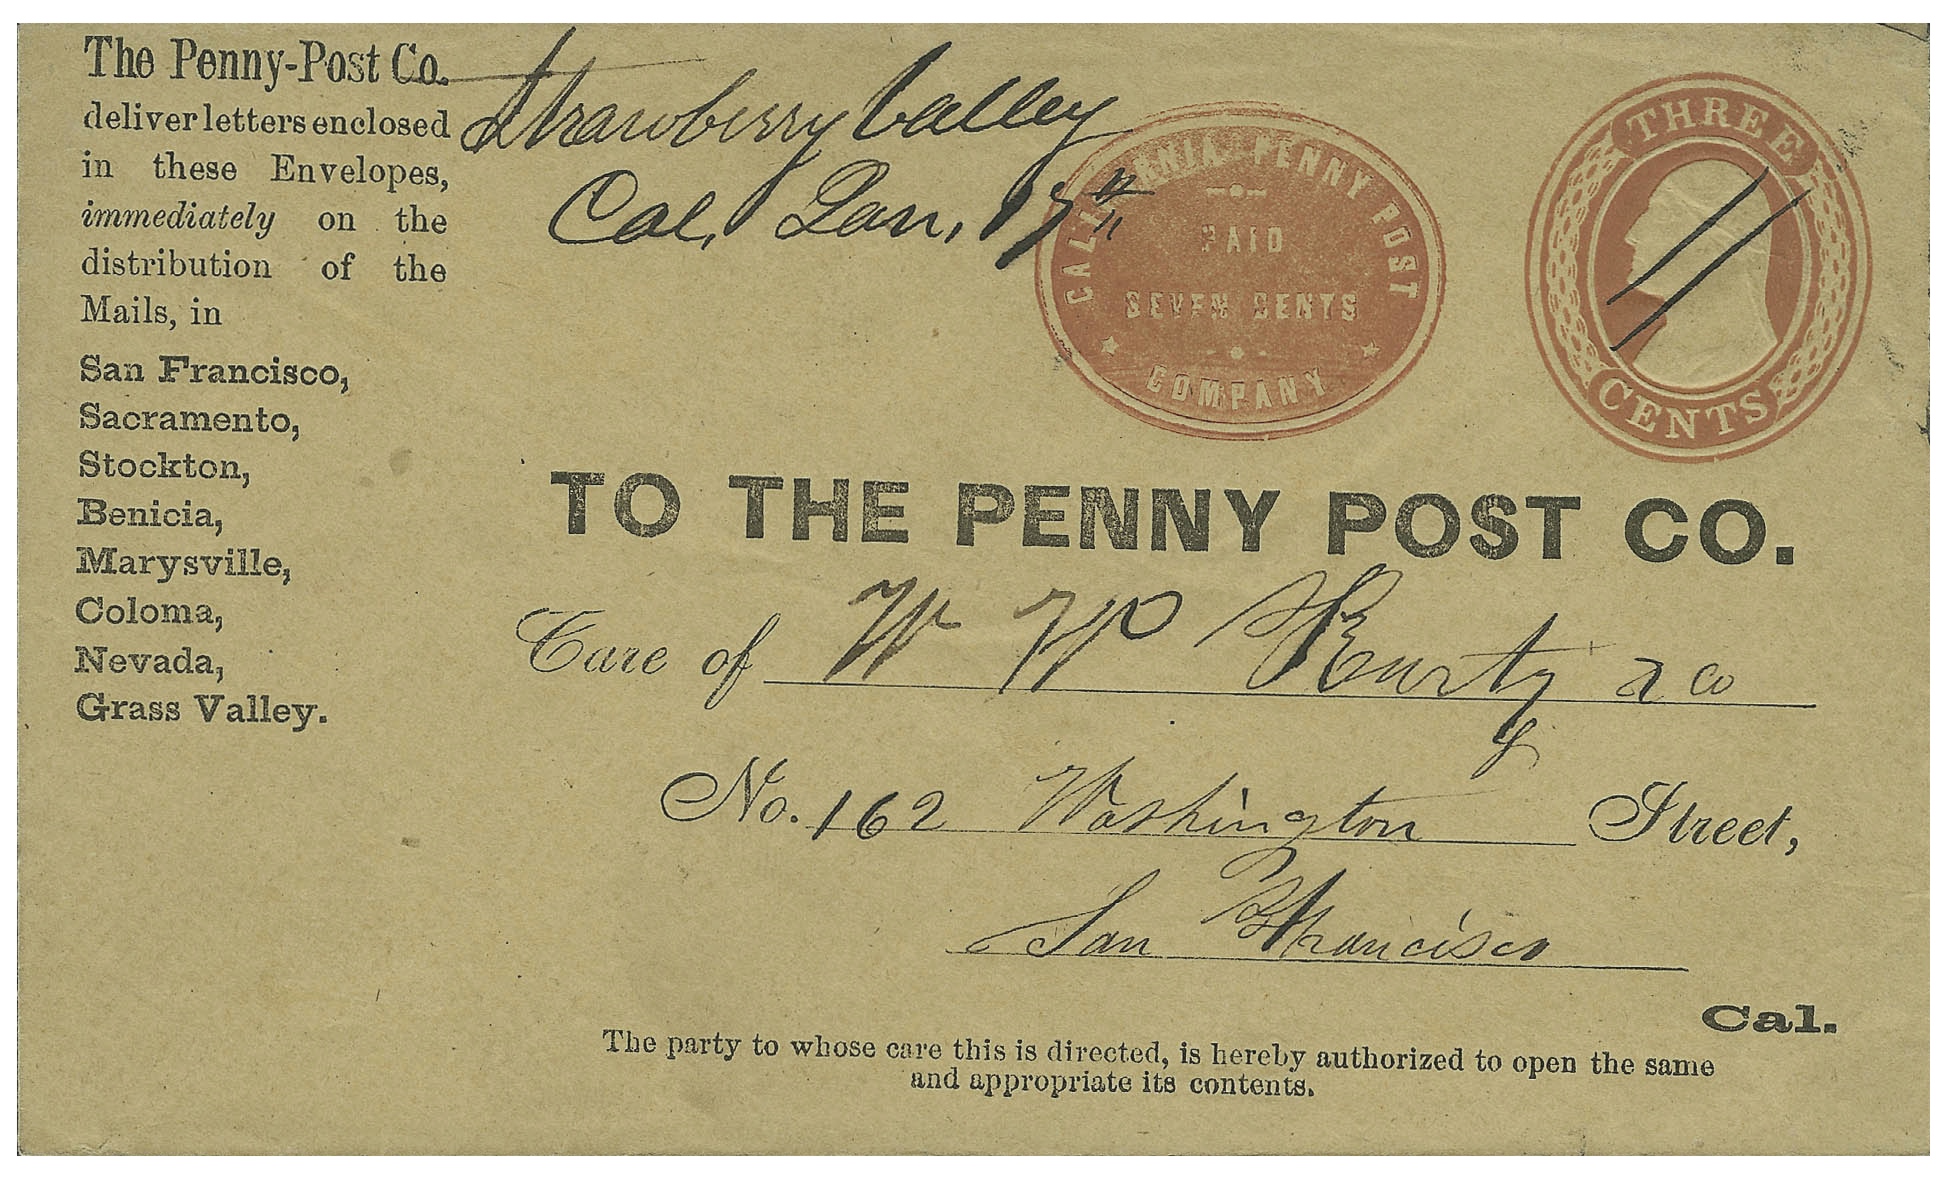 The Penny-Post Co.
deliver letters enclosed
in these Envelopes,
immediately on the
distribution of the
Mails, in
San Francisco,
Sacramento,
Stockton,
Benicia,
Marysville,
Coloma,
Nevada,
Grass Valley.
Strawberry Valley
Cal, Jan, 17th
CALIFORNIA PENNY POST
PAID
SEVEN CENTS
COMPANY
THREE
CENTS
TO THE PENNY POST CO.
Care of W W & co
No. 162 Washington Street,
San Francisco
Cal.
The party to whose care this is directed, is hereby authorized to open the same
and appropriate its contents.